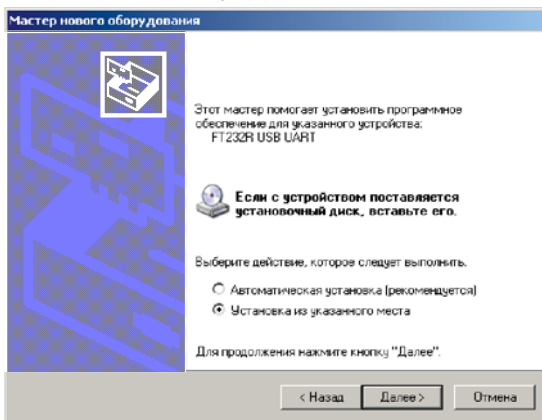 Мастер нового оборудования
Этот мастер помогает установить программное
обеспечение для указанного устройства:
FT232R USB UART
Если с устройством поставляется
установочный диск, вставьте его.
Выберите действие, которое следует выполнить.
Автоматическая установка (рекомендуется)
Установка из указанного места
Для продолжения нажмите кнопку "Далее".
< Назад
Далее >
Отмена